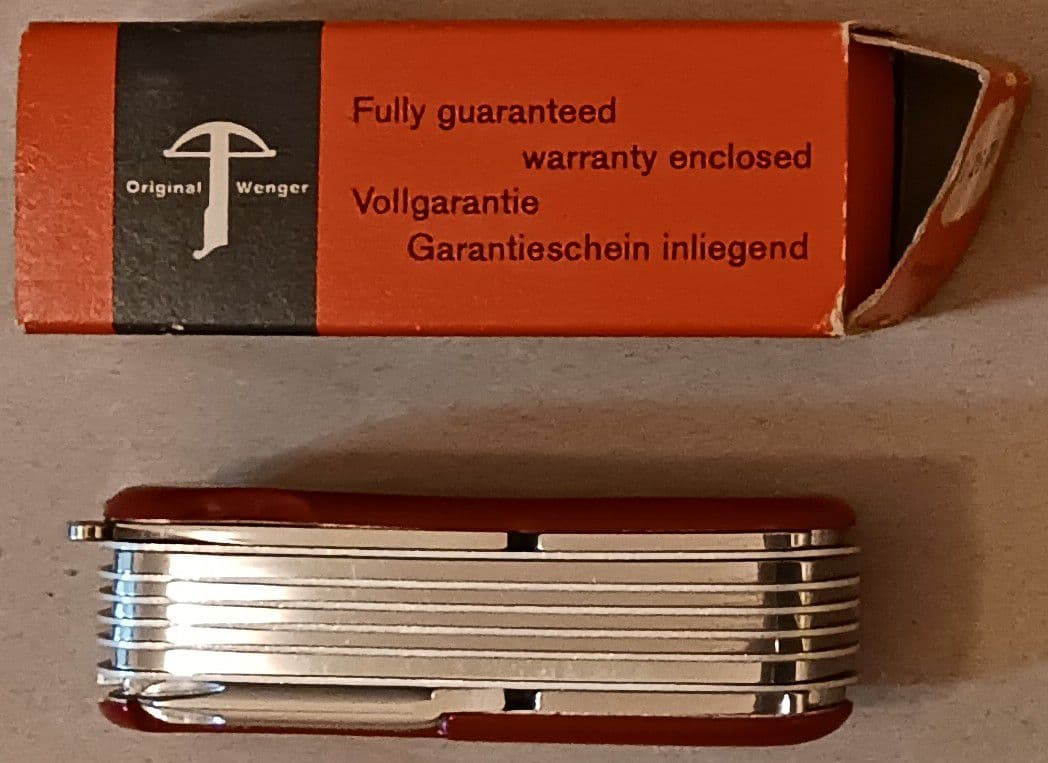 Original Wenger
Fully guaranteed
warranty enclosed
Vollgarantie
Garantieschein inliegend